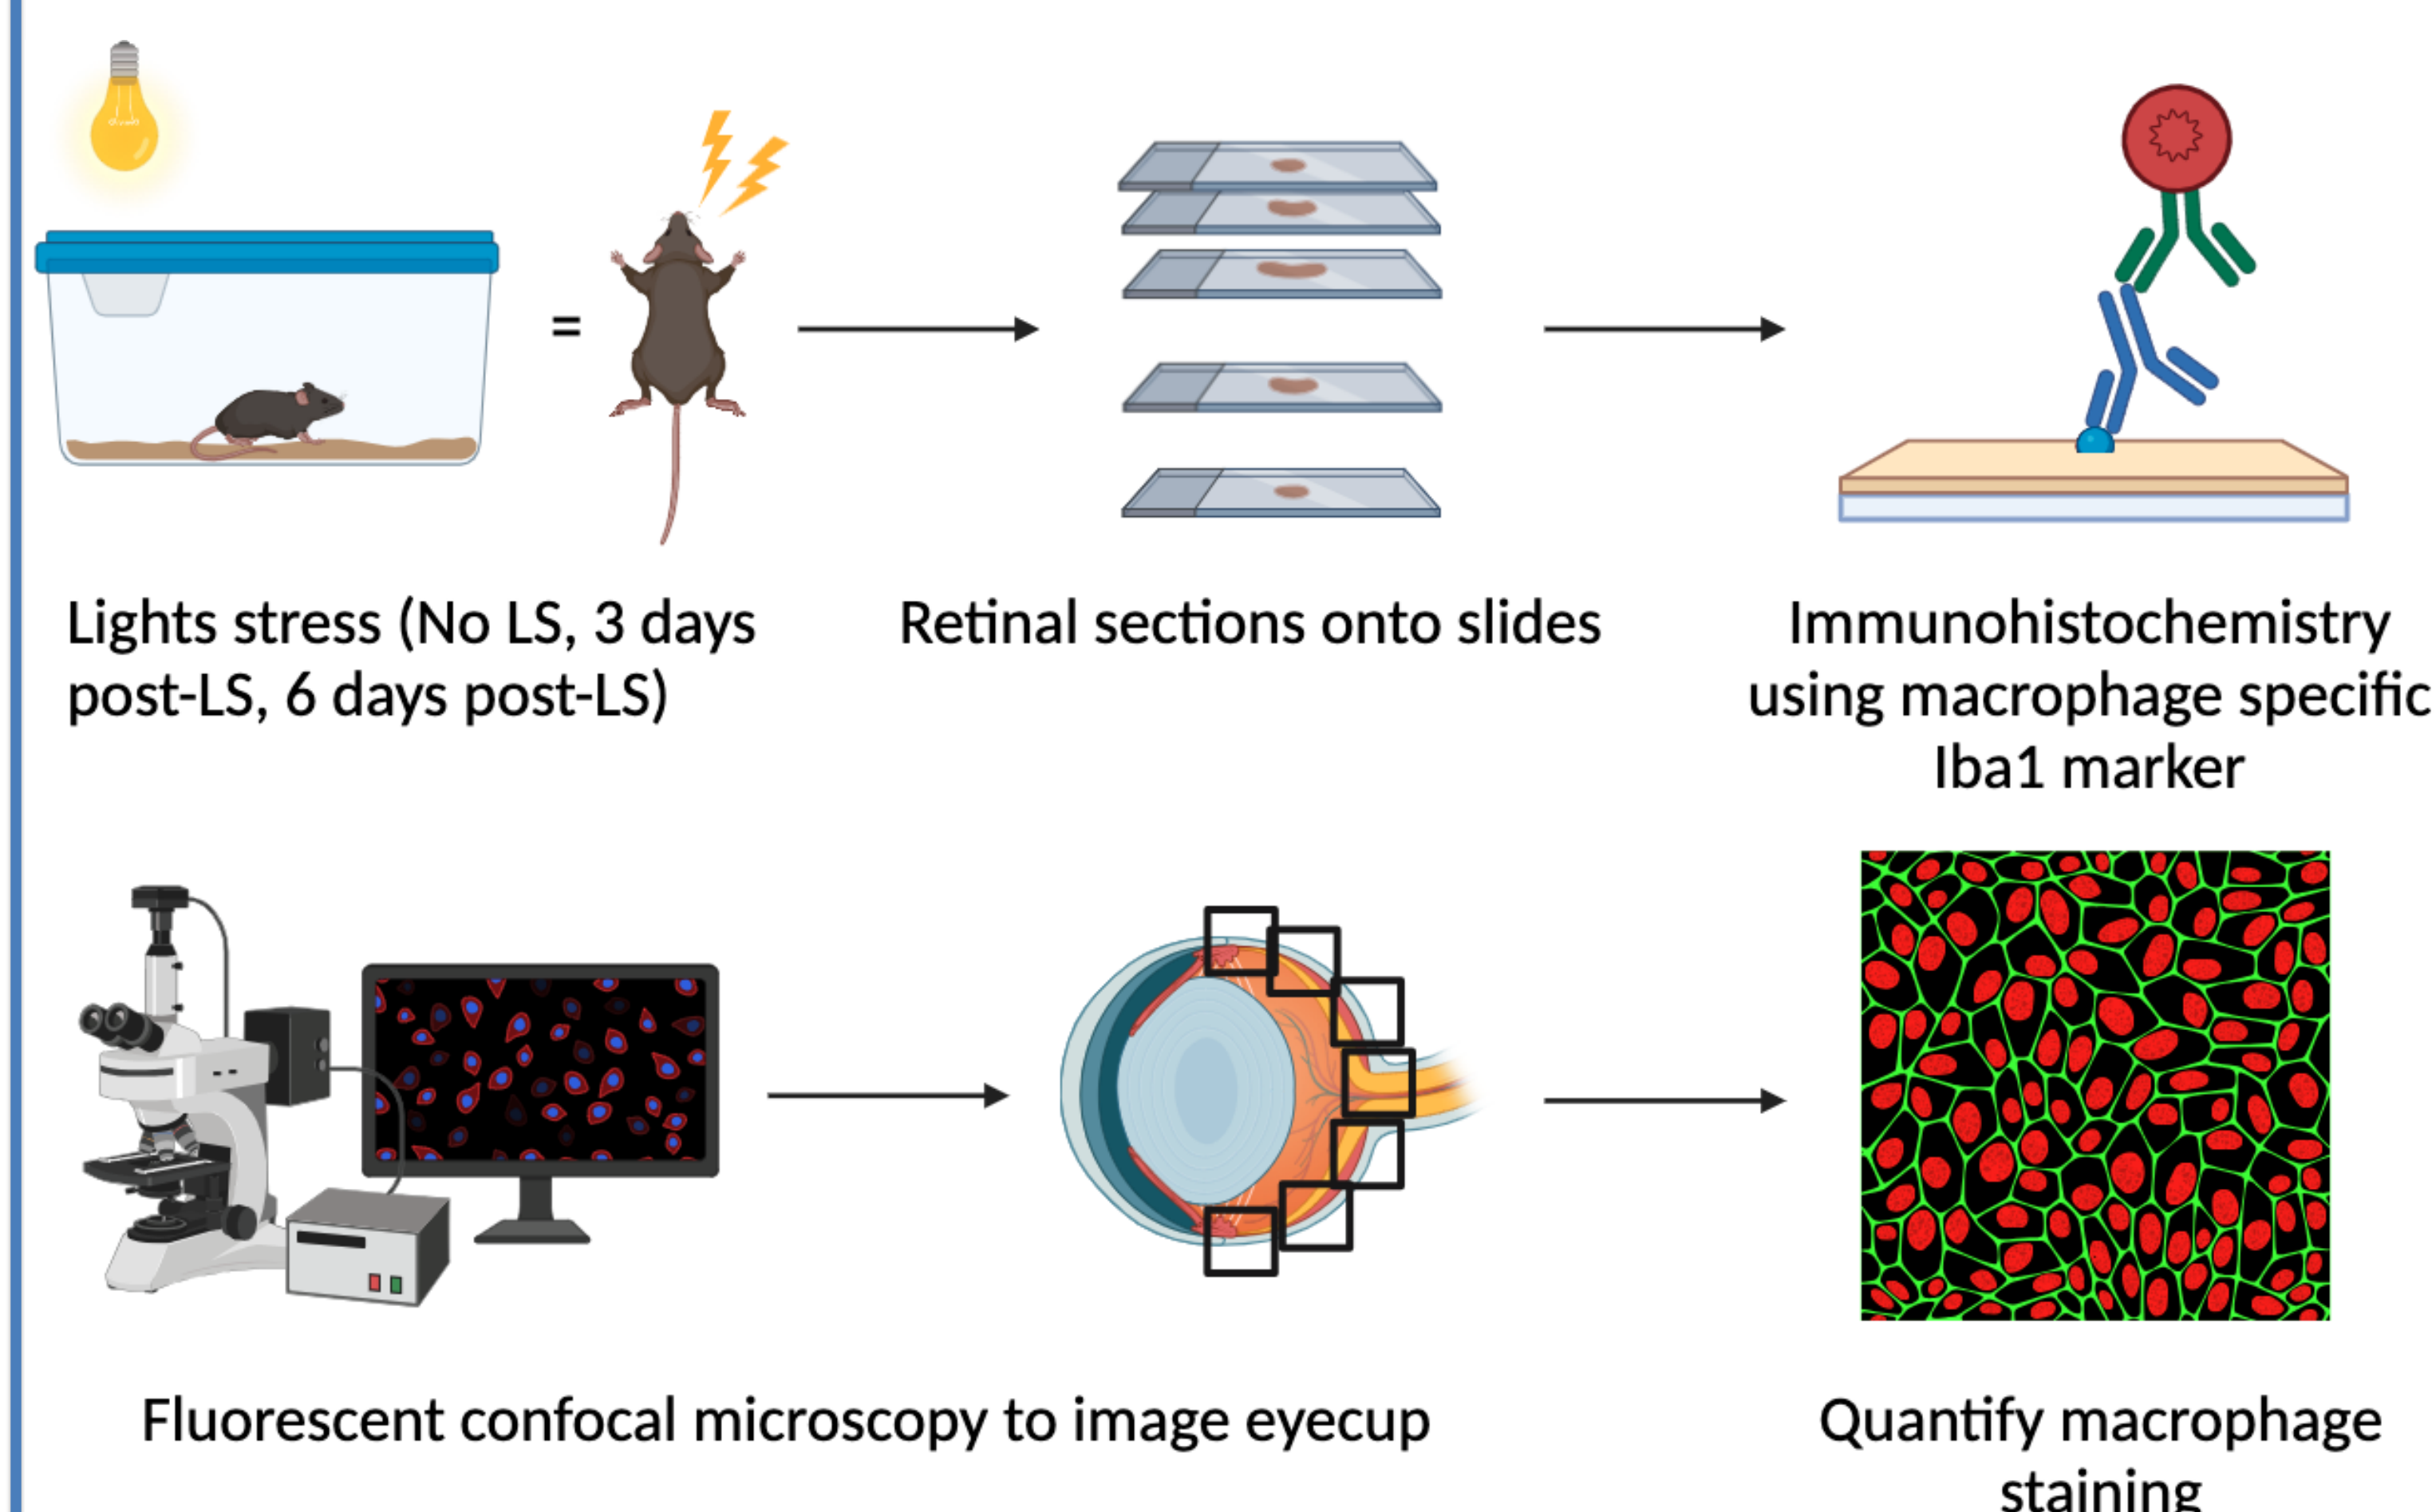 =
Lights stress (No LS, 3 days
post-LS, 6 days post-LS)
Retinal sections onto slides
Immunohistochemistry
using macrophage specific
Iba1 marker
Fluorescent confocal microscopy to image eyecup
Quantify macrophage
staining